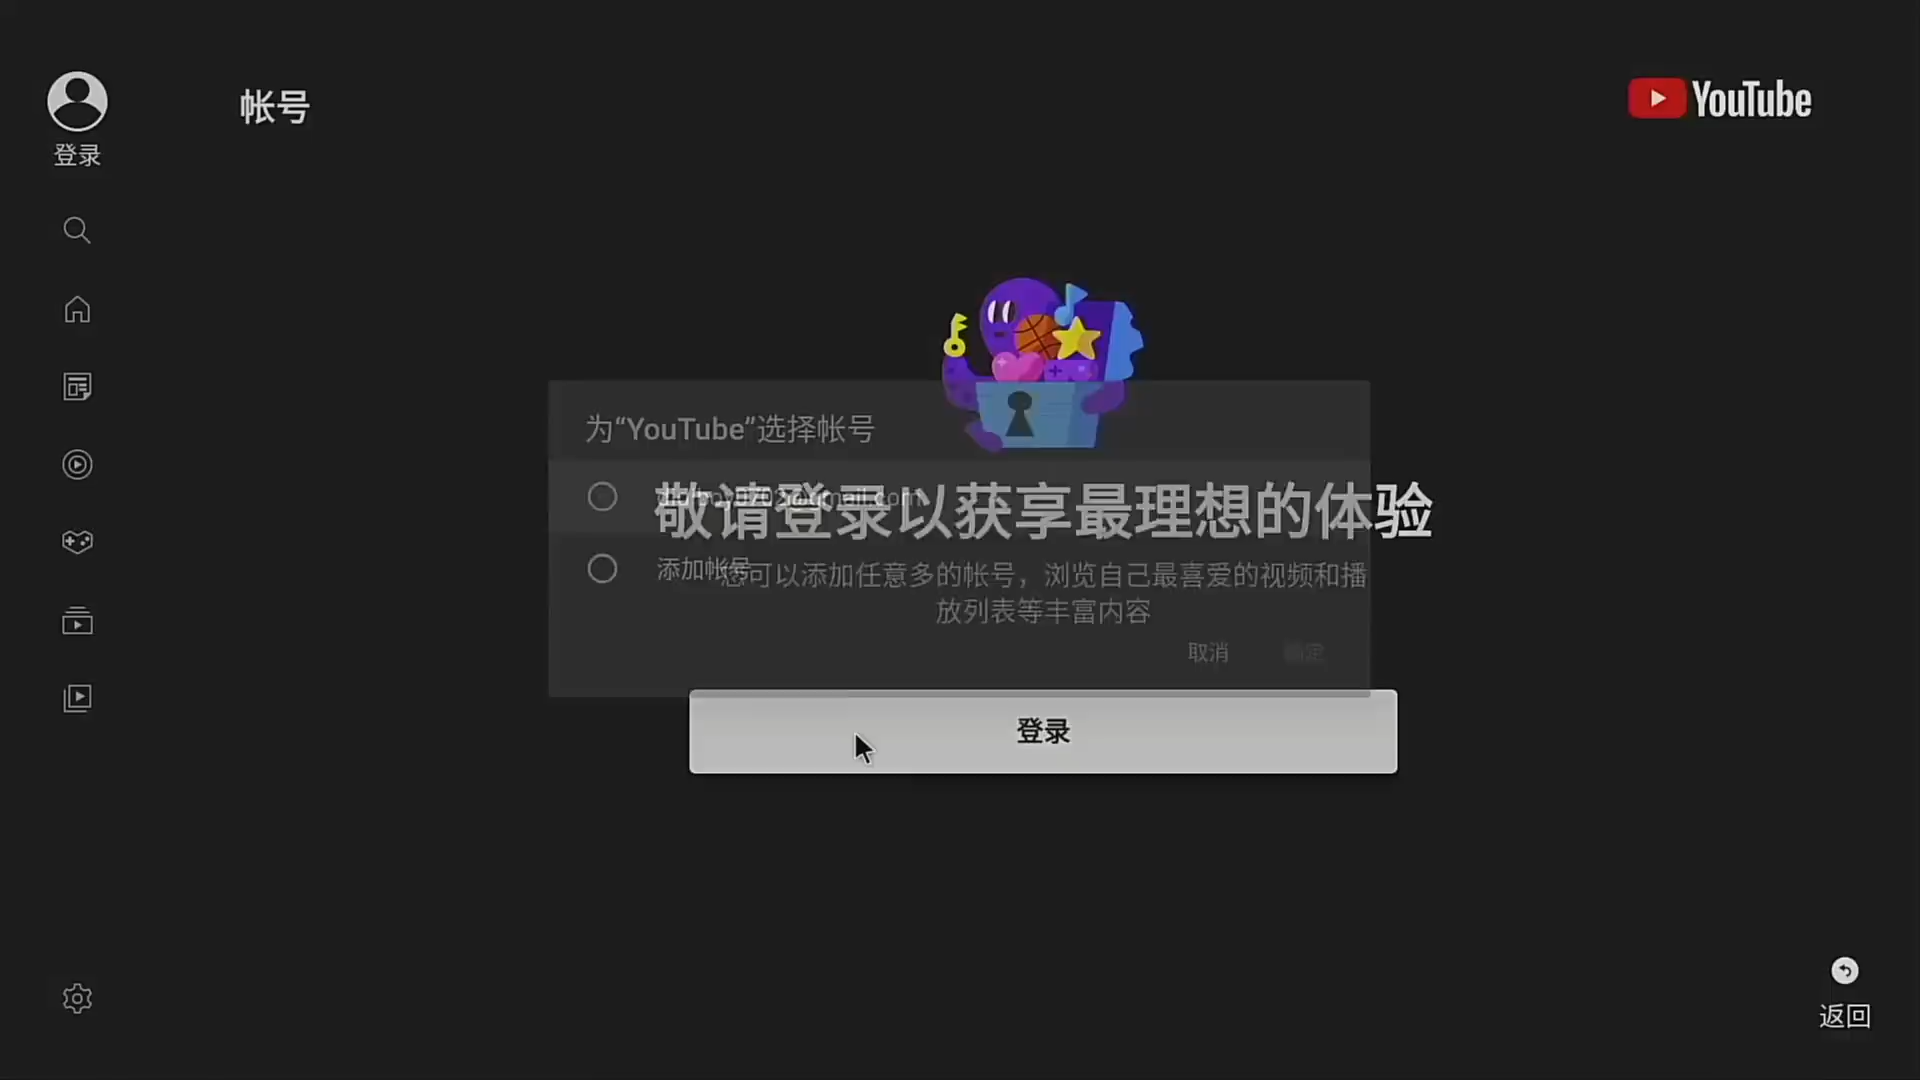 帐号
YouTube
登录
为“YouTube”选择帐号
敬请登录以获享最理想的体验
添加帐号
您可以添加任意多的帐号，浏览自己最喜爱的视频和播
放列表等丰富内容
取消
确定
登录
返回